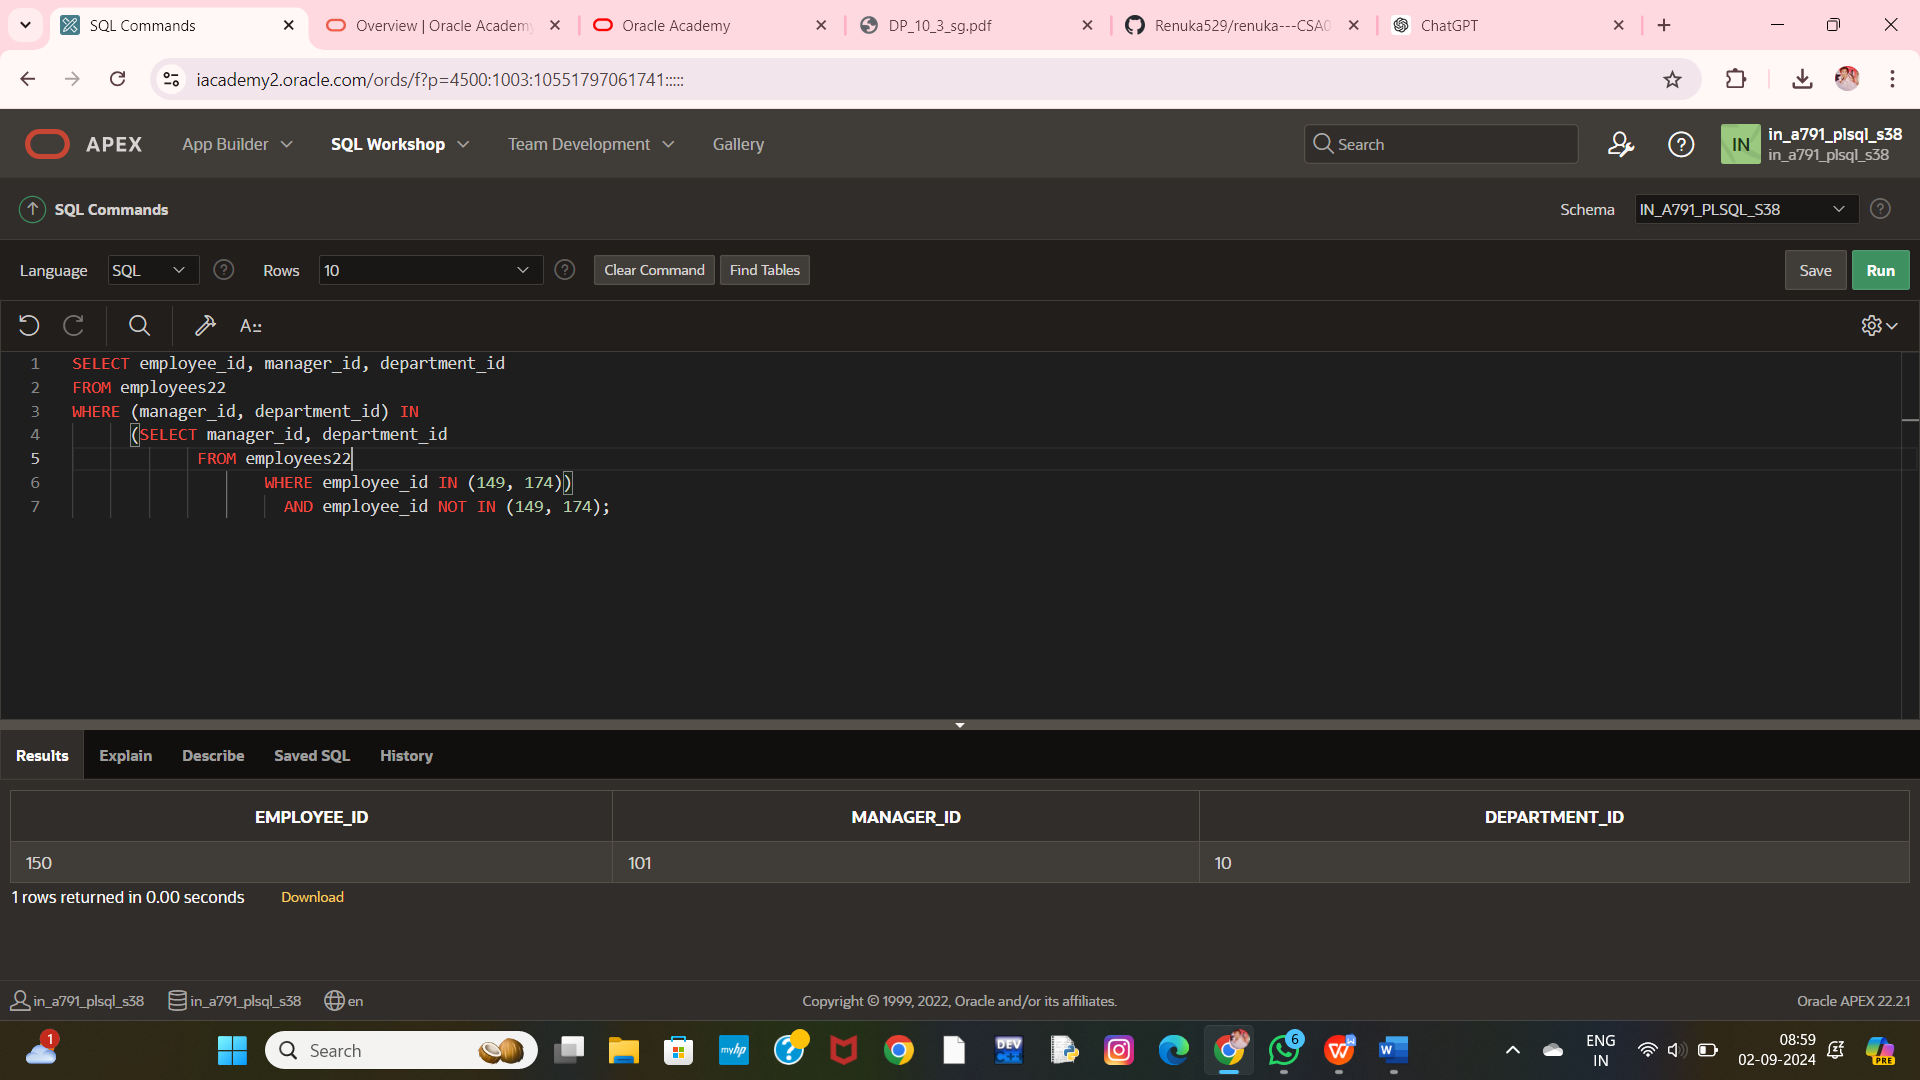 SQL Commands
Overview | Oracle Academy
Oracle Academy
DP_10_3_sg.pdf
Renuka529/renuka---CSA0
ChatGPT
iacademy2.oracle.com/ords/f?p=4500:1003:10551797061741:::::
APEX
App Builder
SQL Workshop
Team Development
Gallery
Search
IN
in_a791_plsql_s38
in_a791_plsql_s38
SQL Commands
Schema
IN_A791_PLSQL_S38
Language
SQL
Rows
10
Clear Command
Find Tables
Save
Run
A::
1 SELECT employee_id, manager_id, department_id
2 FROM employees22
3 WHERE (manager_id, department_id) IN
4 (SELECT manager_id, department_id
5 FROM employees22
6 WHERE employee_id IN (149, 174))
7 AND employee_id NOT IN (149, 174);
Results
Explain
Describe
Saved SQL
History
EMPLOYEE_ID MANAGER_ID DEPARTMENT_ID
150 101 10
1 rows returned in 0.00 seconds
Download
in_a791_plsql_s38
in_a791_plsql_s38
en
Copyright © 1999, 2022, Oracle and/or its affiliates.
Oracle APEX 22.2.1
1
Search
myhp
DEV
C++
6
W
W
ENG
IN
08:59
02-09-2024
PRE